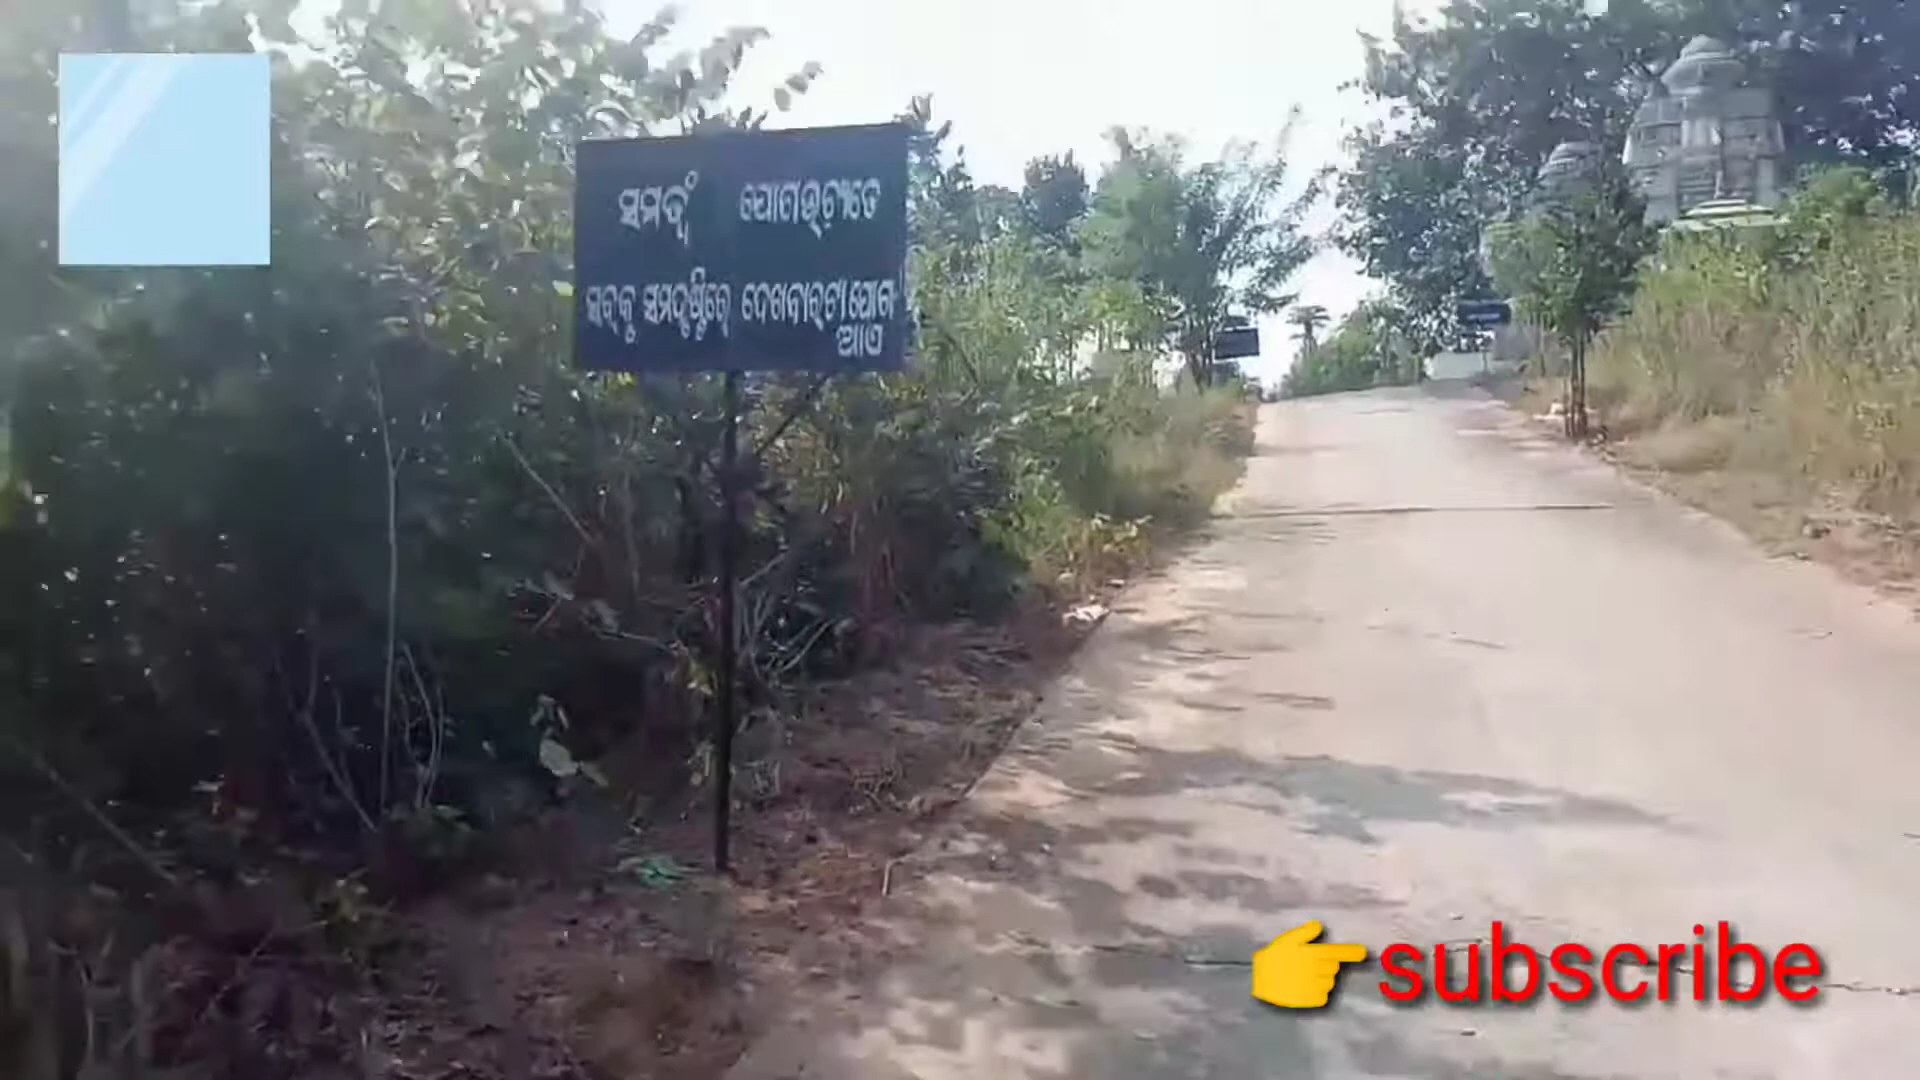 ସମତ୍ୱଂ ଯୋଗଉଚ୍ୟତେ
ସବୁକୁ ସମଦୃଷ୍ଟିରେ ଦେଖିବାହିଁ ଯୋଗ
ଅଟେ
subscribe